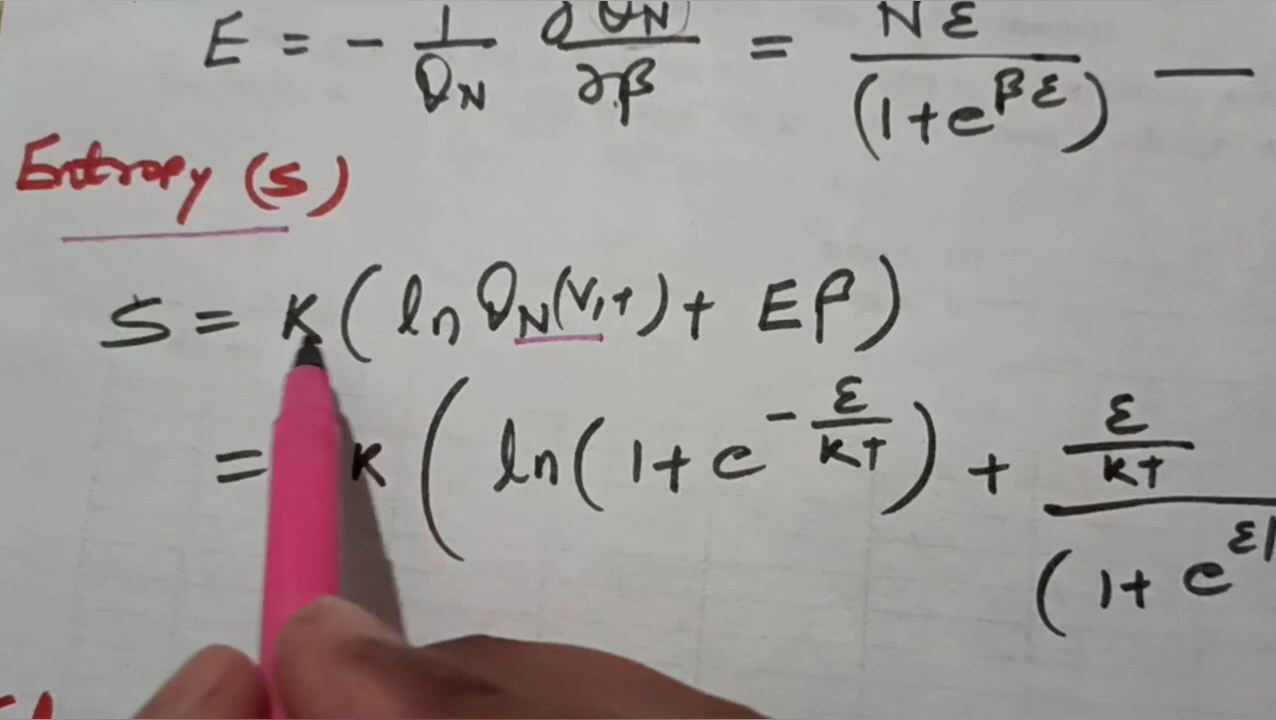 E = - 1/Q_N ∂Q_N/∂β = Nε/(1+e^{βε}) —
Entropy (S)
S = K ( ln Q_N(V,T) + Eβ )
= K ( ln ( 1 + e^{-ε/KT} ) + ε/KT / ( 1 + e^{ε/